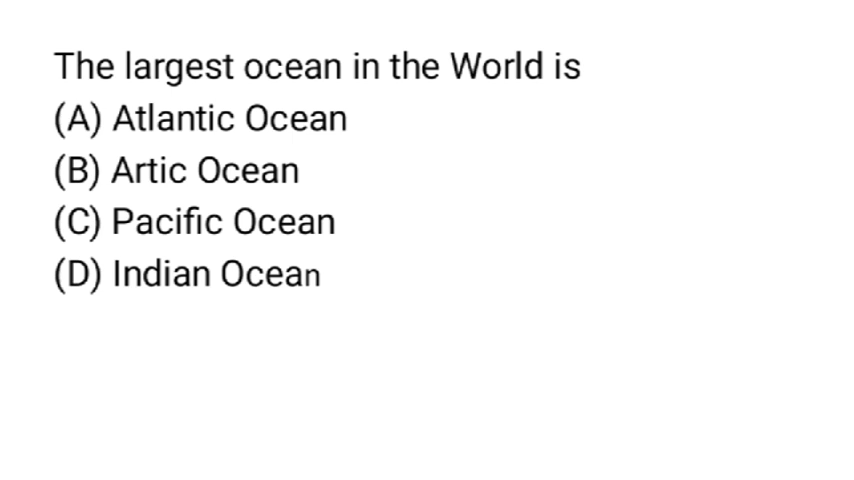 The largest ocean in the World is
(A) Atlantic Ocean
(B) Artic Ocean
(C) Pacific Ocean
(D) Indian Ocean